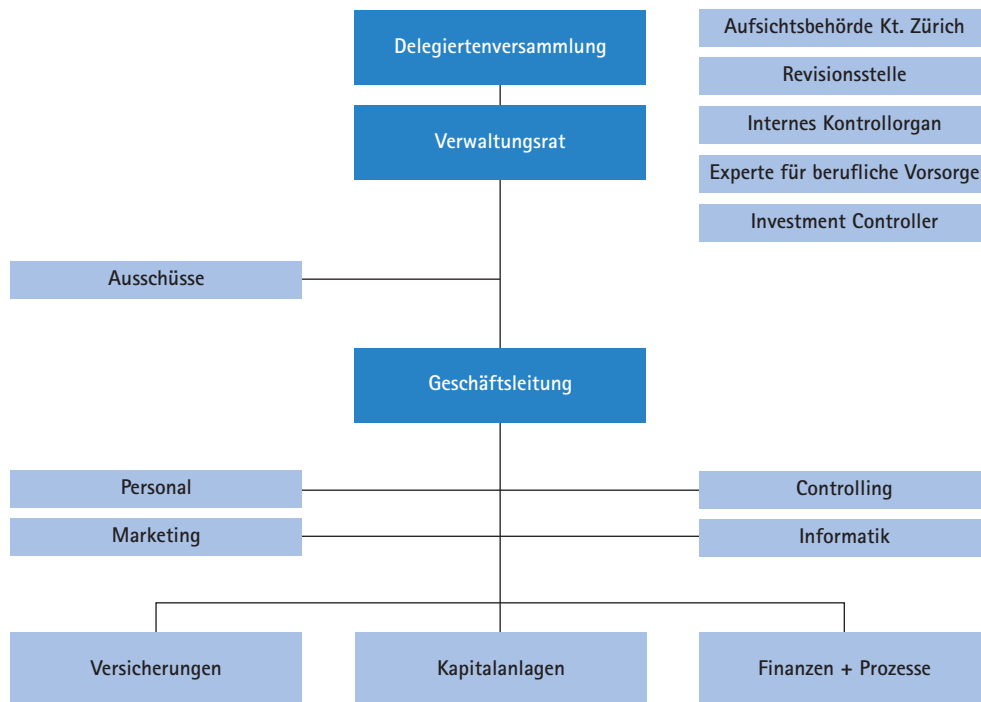 Delegiertenversammlung
Verwaltungsrat
Aufsichtsbehörde Kt. Zürich
Revisionsstelle
Internes Kontrollorgan
Experte für berufliche Vorsorge
Investment Controller
Ausschüsse
Geschäftsleitung
Personal
Controlling
Marketing
Informatik
Versicherungen
Kapitalanlagen
Finanzen + Prozesse